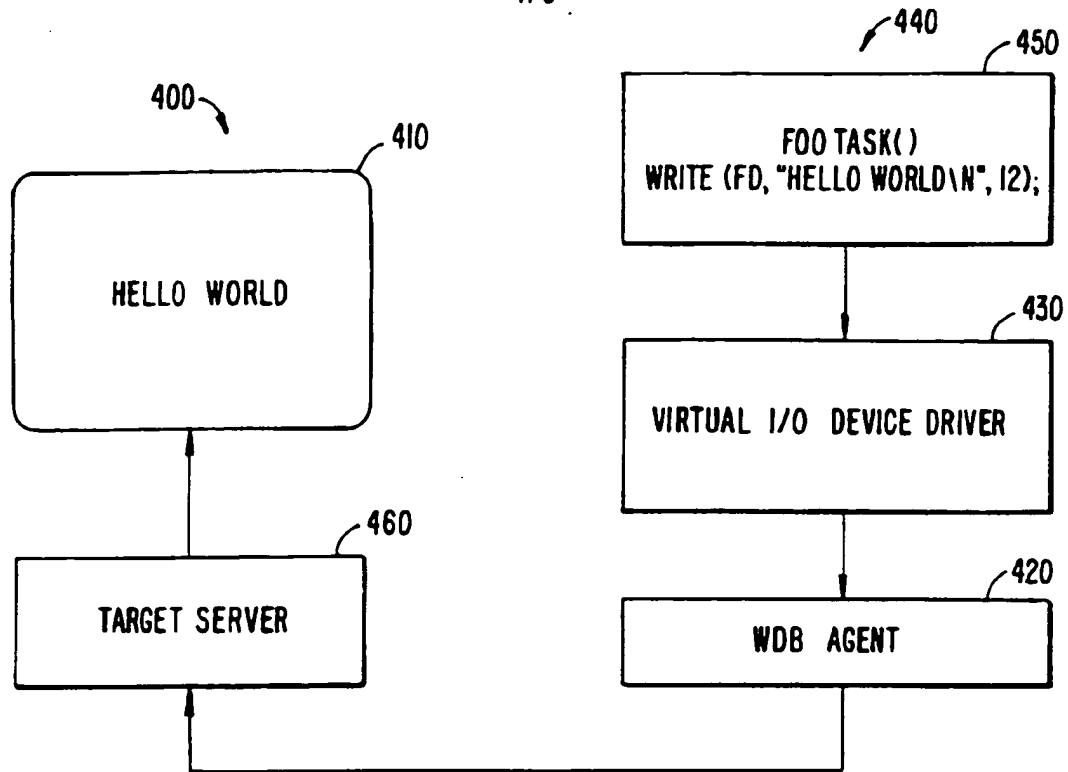 400
410
HELLO WORLD
460
TARGET SERVER
440
450
FOO TASK()
WRITE (FD, "HELLO WORLD\N", 12);
430
VIRTUAL I/O DEVICE DRIVER
420
WDB AGENT